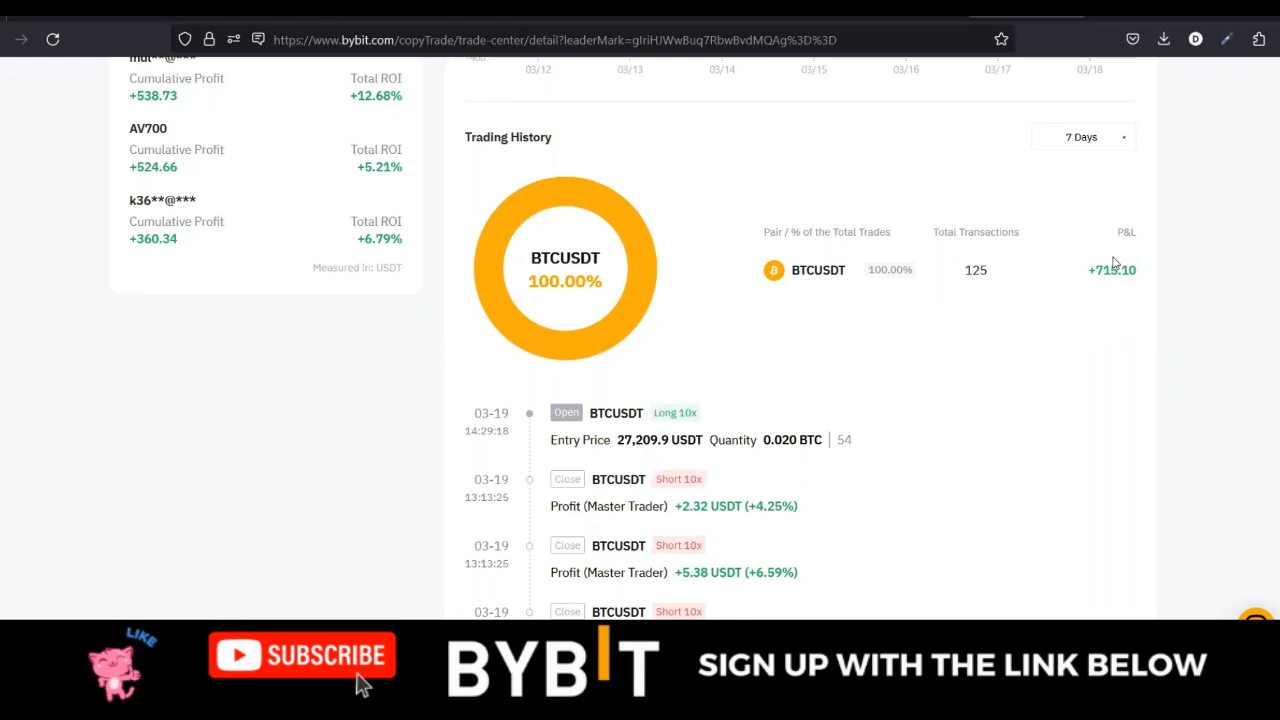 https://www.bybit.com/copyTrade/trade-center/detail?leaderMark=gIriHJWwBuq7RbwBvdMQAg%3D%3D
D
Cumulative Profit Total ROI
+538.73 +12.68%
AV700
Cumulative Profit Total ROI
+524.66 +5.21%
k36**@***
Cumulative Profit Total ROI
+360.34 +6.79%
Measured in: USDT
03/12 03/13 03/14 03/15 03/16 03/17 03/18
Trading History 7 Days
BTCUSDT
100.00%
Pair / % of the Total Trades Total Transactions P&L
BTCUSDT 100.00% 125 +715.10
03-19 Open BTCUSDT Long 10x
14:29:18 Entry Price 27,209.9 USDT Quantity 0.020 BTC | 54
03-19 Close BTCUSDT Short 10x
13:13:25 Profit (Master Trader) +2.32 USDT (+4.25%)
03-19 Close BTCUSDT Short 10x
13:13:25 Profit (Master Trader) +5.38 USDT (+6.59%)
03-19 Close BTCUSDT Short 10x
LIKE
SUBSCRIBE
BYBIT
SIGN UP WITH THE LINK BELOW